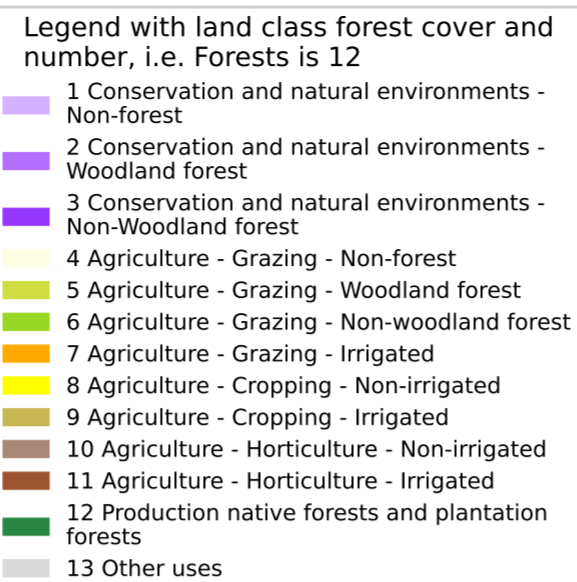 Legend with land class forest cover and
number, i.e. Forests is 12
1 Conservation and natural environments -
Non-forest
2 Conservation and natural environments -
Woodland forest
3 Conservation and natural environments -
Non-Woodland forest
4 Agriculture - Grazing - Non-forest
5 Agriculture - Grazing - Woodland forest
6 Agriculture - Grazing - Non-woodland forest
7 Agriculture - Grazing - Irrigated
8 Agriculture - Cropping - Non-irrigated
9 Agriculture - Cropping - Irrigated
10 Agriculture - Horticulture - Non-irrigated
11 Agriculture - Horticulture - Irrigated
12 Production native forests and plantation
forests
13 Other uses